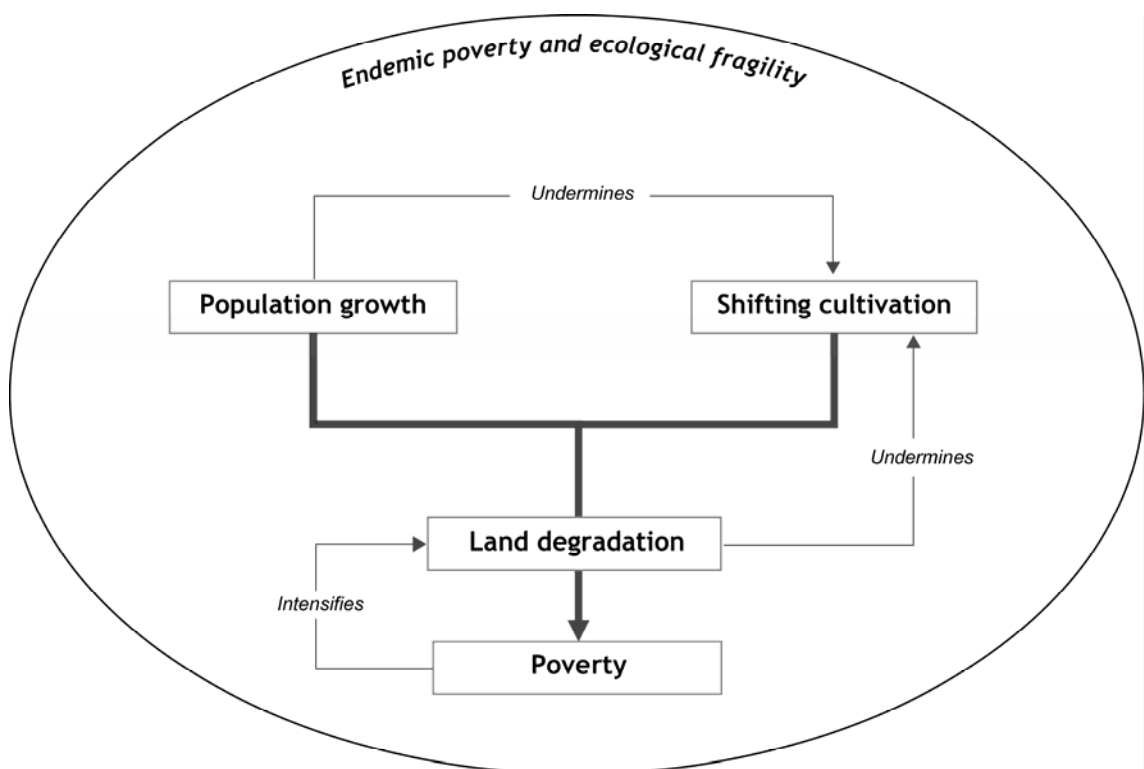 Endemic poverty and ecological fragility
Undermines
Population growth
Shifting cultivation
Undermines
Land degradation
Intensifies
Poverty